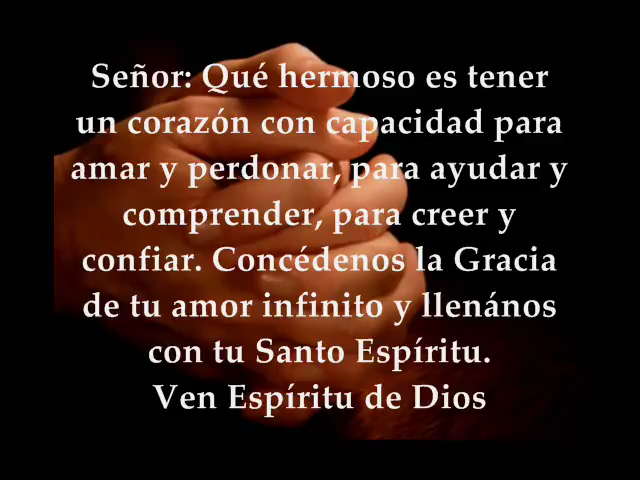 Señor: Qué hermoso es tener
un corazón con capacidad para
amar y perdonar, para ayudar y
comprender, para creer y
confiar. Concédenos la Gracia
de tu amor infinito y llenános
con tu Santo Espíritu.
Ven Espíritu de Dios